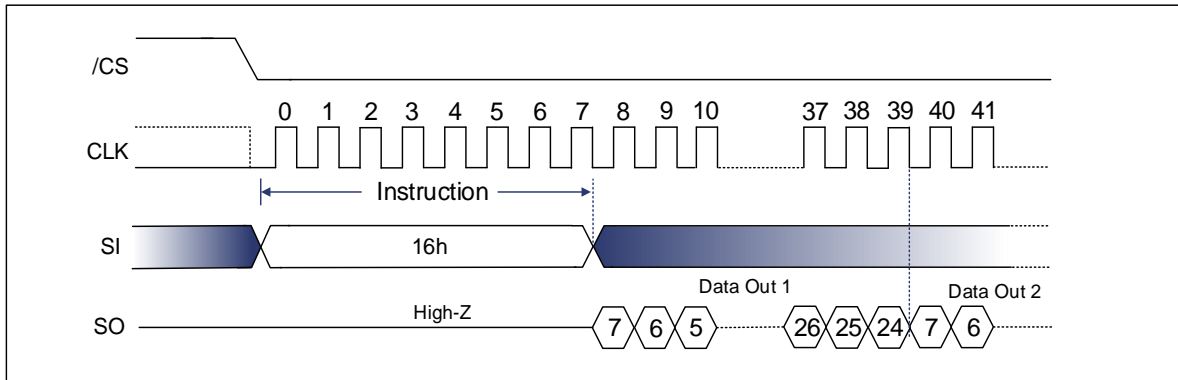 /CS
0 1 2 3 4 5 6 7 8 9 10 37 38 39 40 41
CLK
Instruction
SI
16h
Data Out 1
Data Out 2
High-Z
SO
7 6 5 26 25 24 7 6